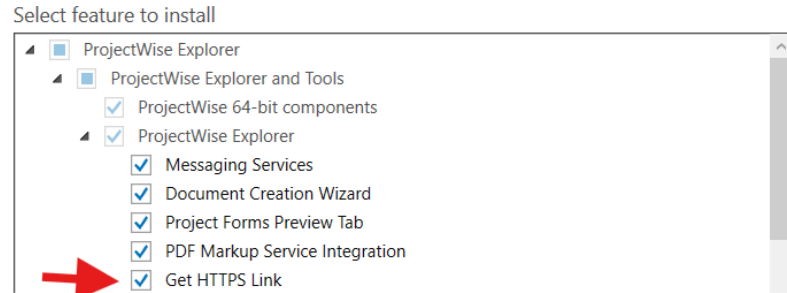 Select feature to install
ProjectWise Explorer
ProjectWise Explorer and Tools
ProjectWise 64-bit components
ProjectWise Explorer
Messaging Services
Document Creation Wizard
Project Forms Preview Tab
PDF Markup Service Integration
Get HTTPS Link